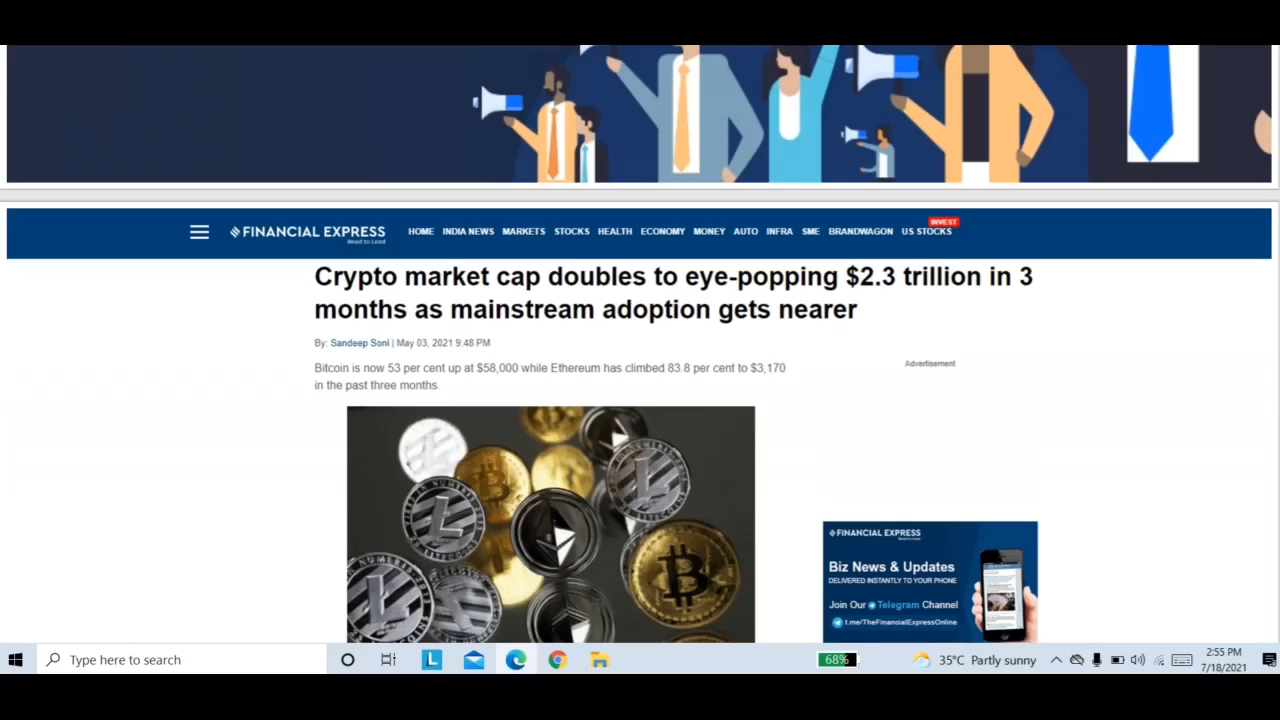 FINANCIAL EXPRESS
Read to Lead
HOME INDIA NEWS MARKETS STOCKS HEALTH ECONOMY MONEY AUTO INFRA SME BRANDWAGON US STOCKS
INVEST
Crypto market cap doubles to eye-popping $2.3 trillion in 3
months as mainstream adoption gets nearer
By: Sandeep Soni | May 03, 2021 9:48 PM
Bitcoin is now 53 per cent up at $58,000 while Ethereum has climbed 83.8 per cent to $3,170
in the past three months
Advertisement
FINANCIAL EXPRESS
Read to Lead
Biz News & Updates
DELIVERED INSTANTLY TO YOUR PHONE
Join Our Telegram Channel
t.me/TheFinancialExpressOnline
Type here to search
L
68%
35°C Partly sunny
2:55 PM
7/18/2021